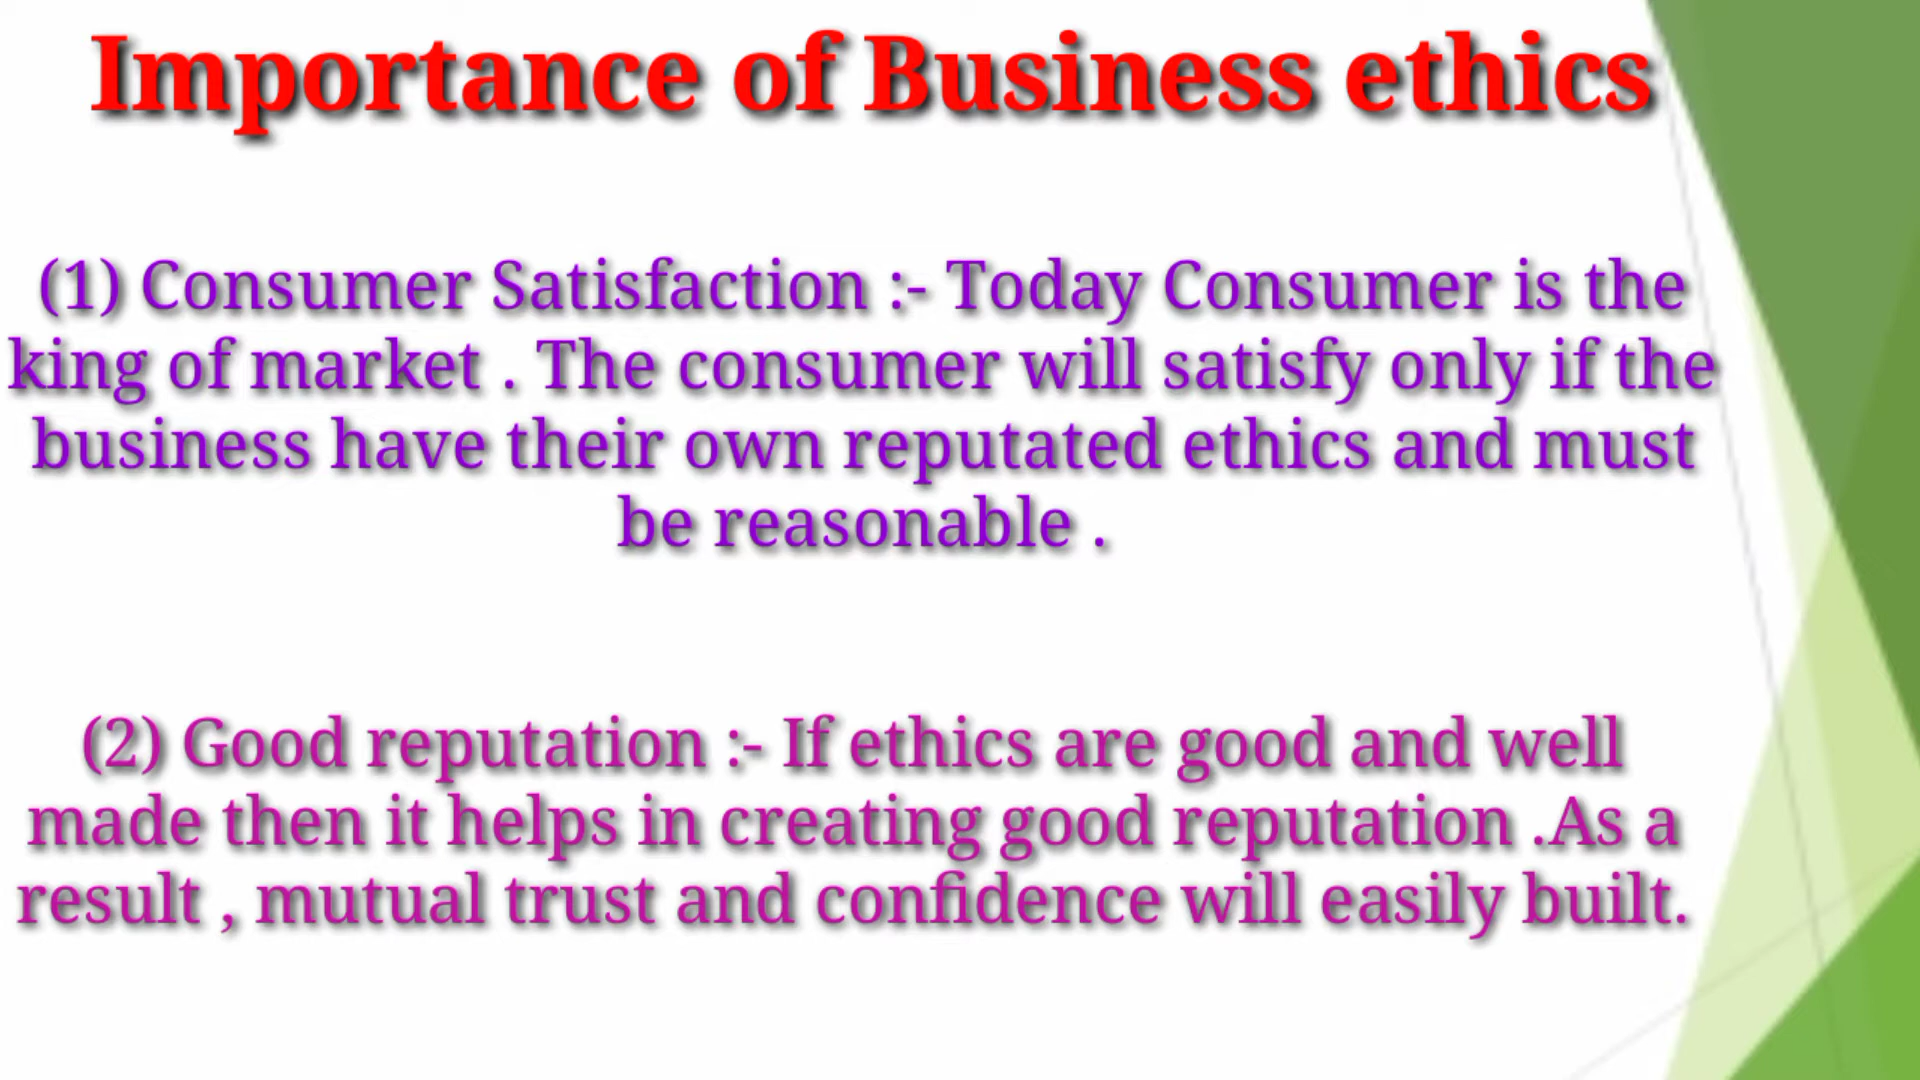 Importance of Business ethics
(1) Consumer Satisfaction :- Today Consumer is the
king of market . The consumer will satisfy only if the
business have their own reputated ethics and must
be reasonable .
(2) Good reputation :- If ethics are good and well
made then it helps in creating good reputation .As a
result , mutual trust and confidence will easily built.